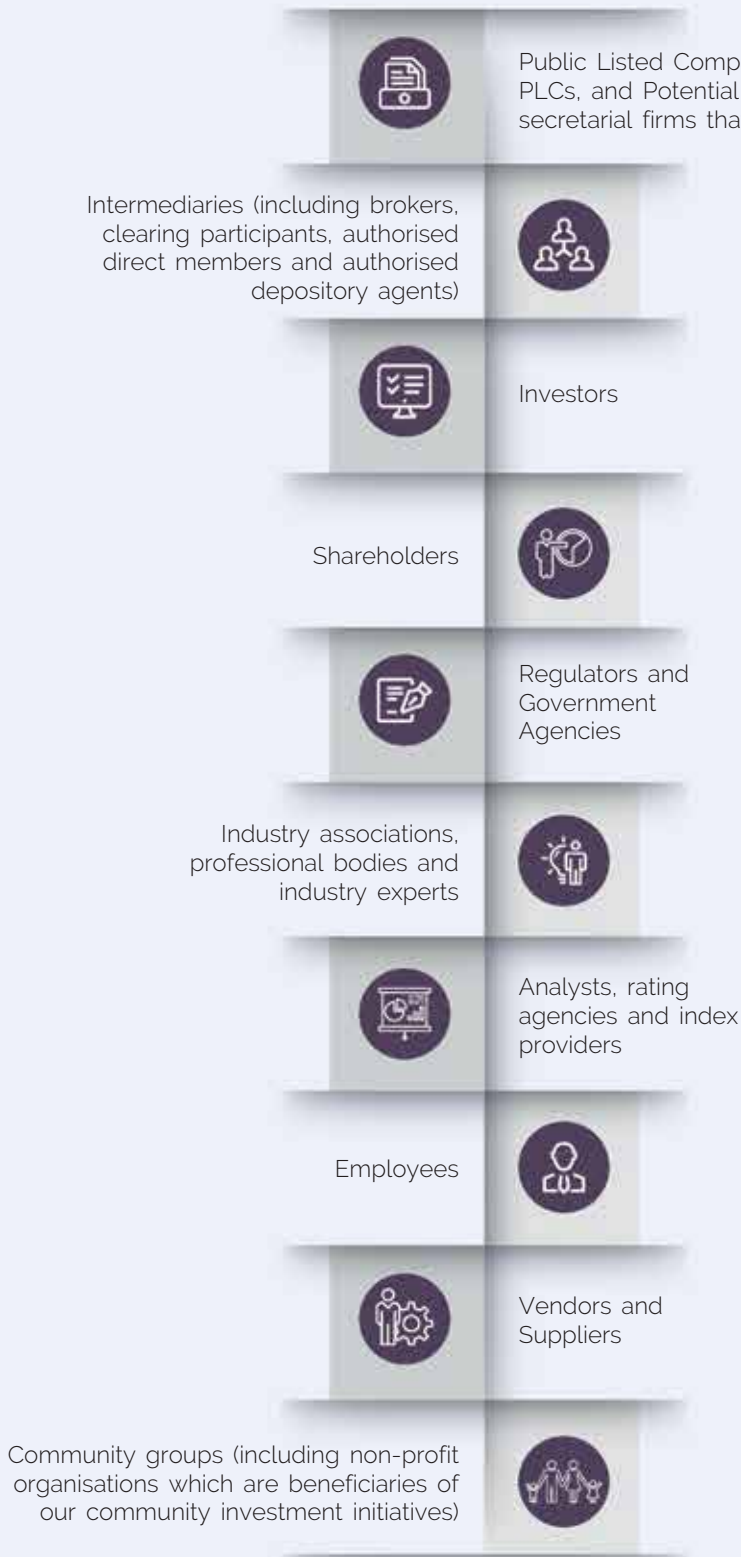 Public Listed Comp
PLCs, and Potential
secretarial firms tha
Intermediaries (including brokers,
clearing participants, authorised
direct members and authorised
depository agents)
Investors
Shareholders
Regulators and
Government
Agencies
Industry associations,
professional bodies and
industry experts
Analysts, rating
agencies and index
providers
Employees
Vendors and
Suppliers
Community groups (including non-profit
organisations which are beneficiaries of
our community investment initiatives)